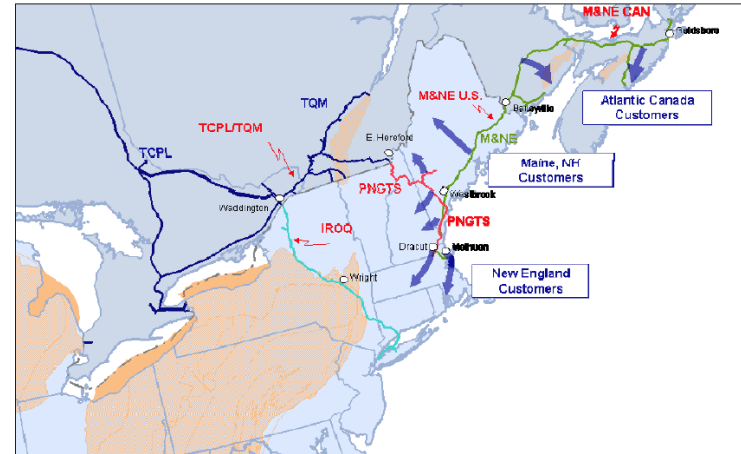 M&NE CAN
Goldsboro
TQM
M&NE U.S.
Baileyville
Atlantic Canada
Customers
TCPL/TQM
E. Hereford
M&NE
TCPL
Maine, NH
Customers
PNGTS
Westbrook
Waddington
PNGTS
IROQ
Dracut
Methuen
Wright
New England
Customers